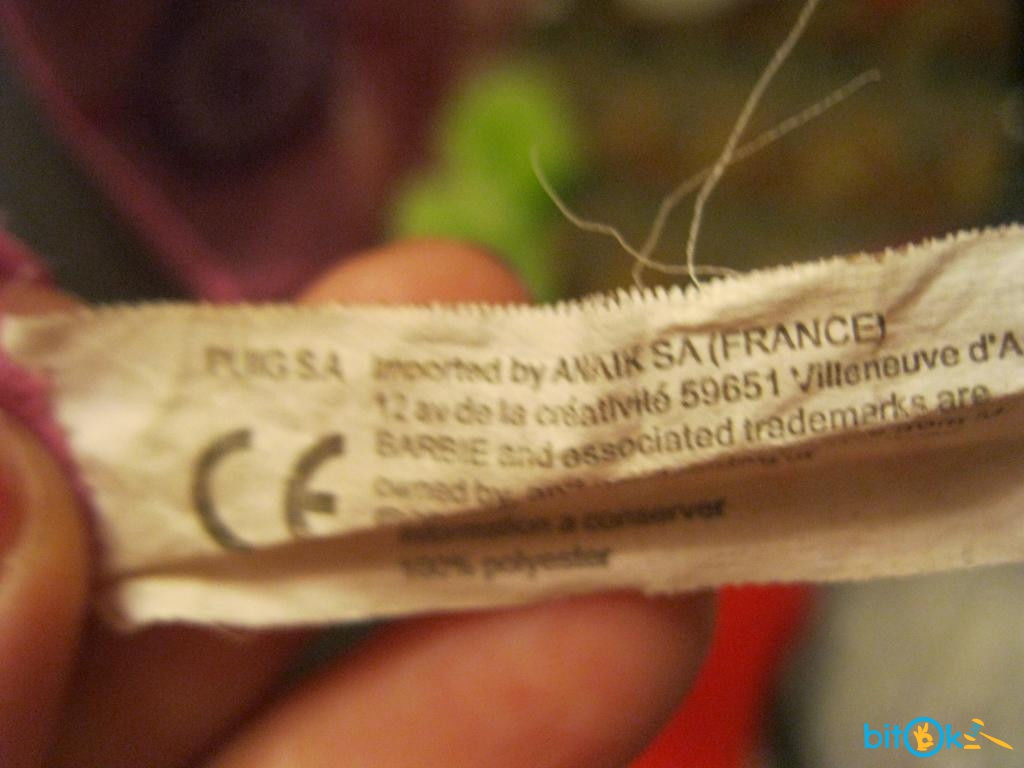 PUIG S.A
CE
Imported by ANAIK SA (FRANCE)
12 av de la créativité 59651 Villeneuve d'A
BARBIE and associated trademarks are
owned by
information a conserver
100% polyester
bitok